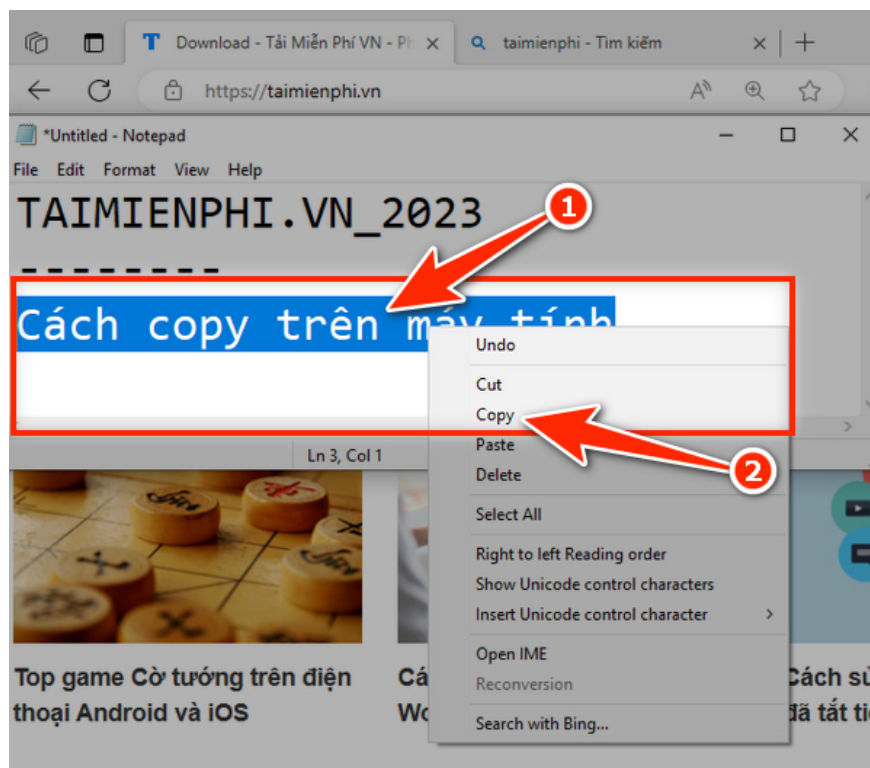 Download - Tải Miễn Phí VN - Ph
taimienphi - Tìm kiếm
https://taimienphi.vn
*Untitled - Notepad
File Edit Format View Help
TAIMIENPHI.VN_2023
--------
Cách copy trên máy tính
Undo
Cut
Copy
Paste
Delete
Select All
Right to left Reading order
Show Unicode control characters
Insert Unicode control character
Open IME
Reconversion
Search with Bing...
1
2
Ln 3, Col 1
Top game Cờ tướng trên điện
thoại Android và iOS
Cá
Wo
Cách sử
đã tắt ti